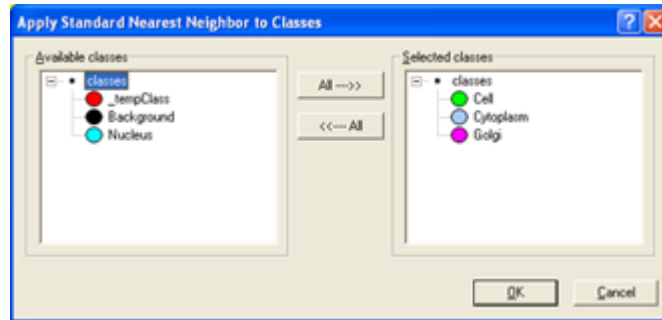 Apply Standard Nearest Neighbor to Classes
Available classes
classes
_tempClass
Background
Nucleus
All --->>
<<--- All
Selected classes
classes
Cell
Cytoplasm
Golgi
OK
Cancel